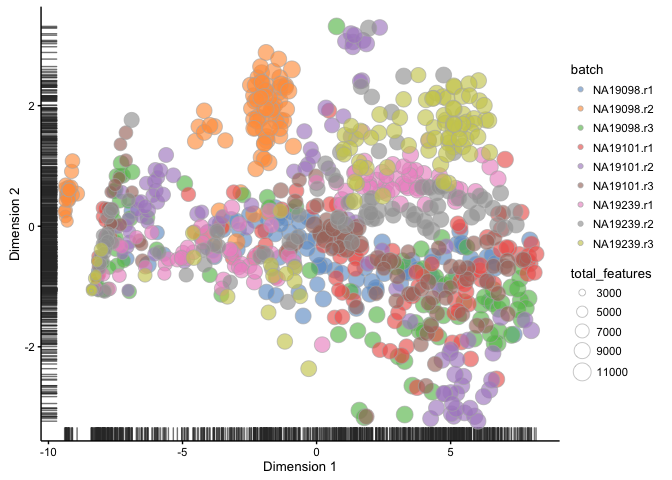 2
0
-2
-10
-5
0
5
Dimension 1
Dimension 2
batch
NA19098.r1
NA19098.r2
NA19098.r3
NA19101.r1
NA19101.r2
NA19101.r3
NA19239.r1
NA19239.r2
NA19239.r3
total_features
3000
5000
7000
9000
11000